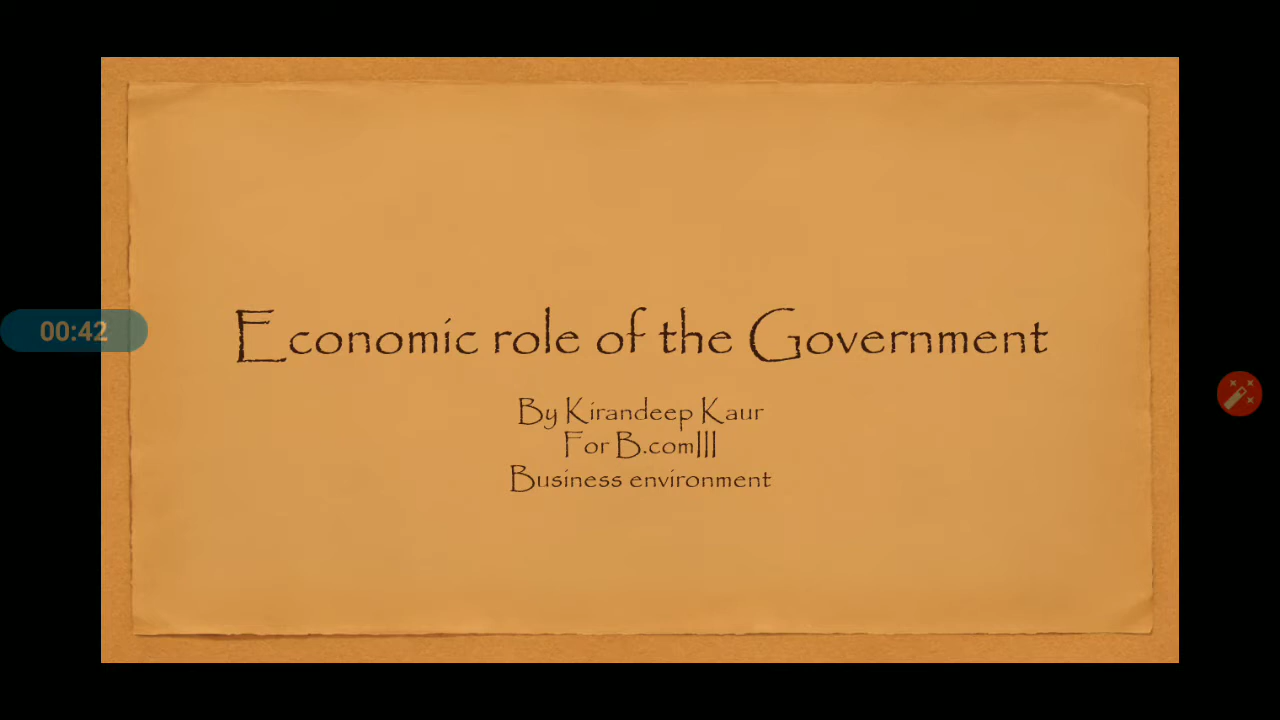 Economic role of the Government
By Kirandeep Kaur
For B.comIII
Business environment
00:42